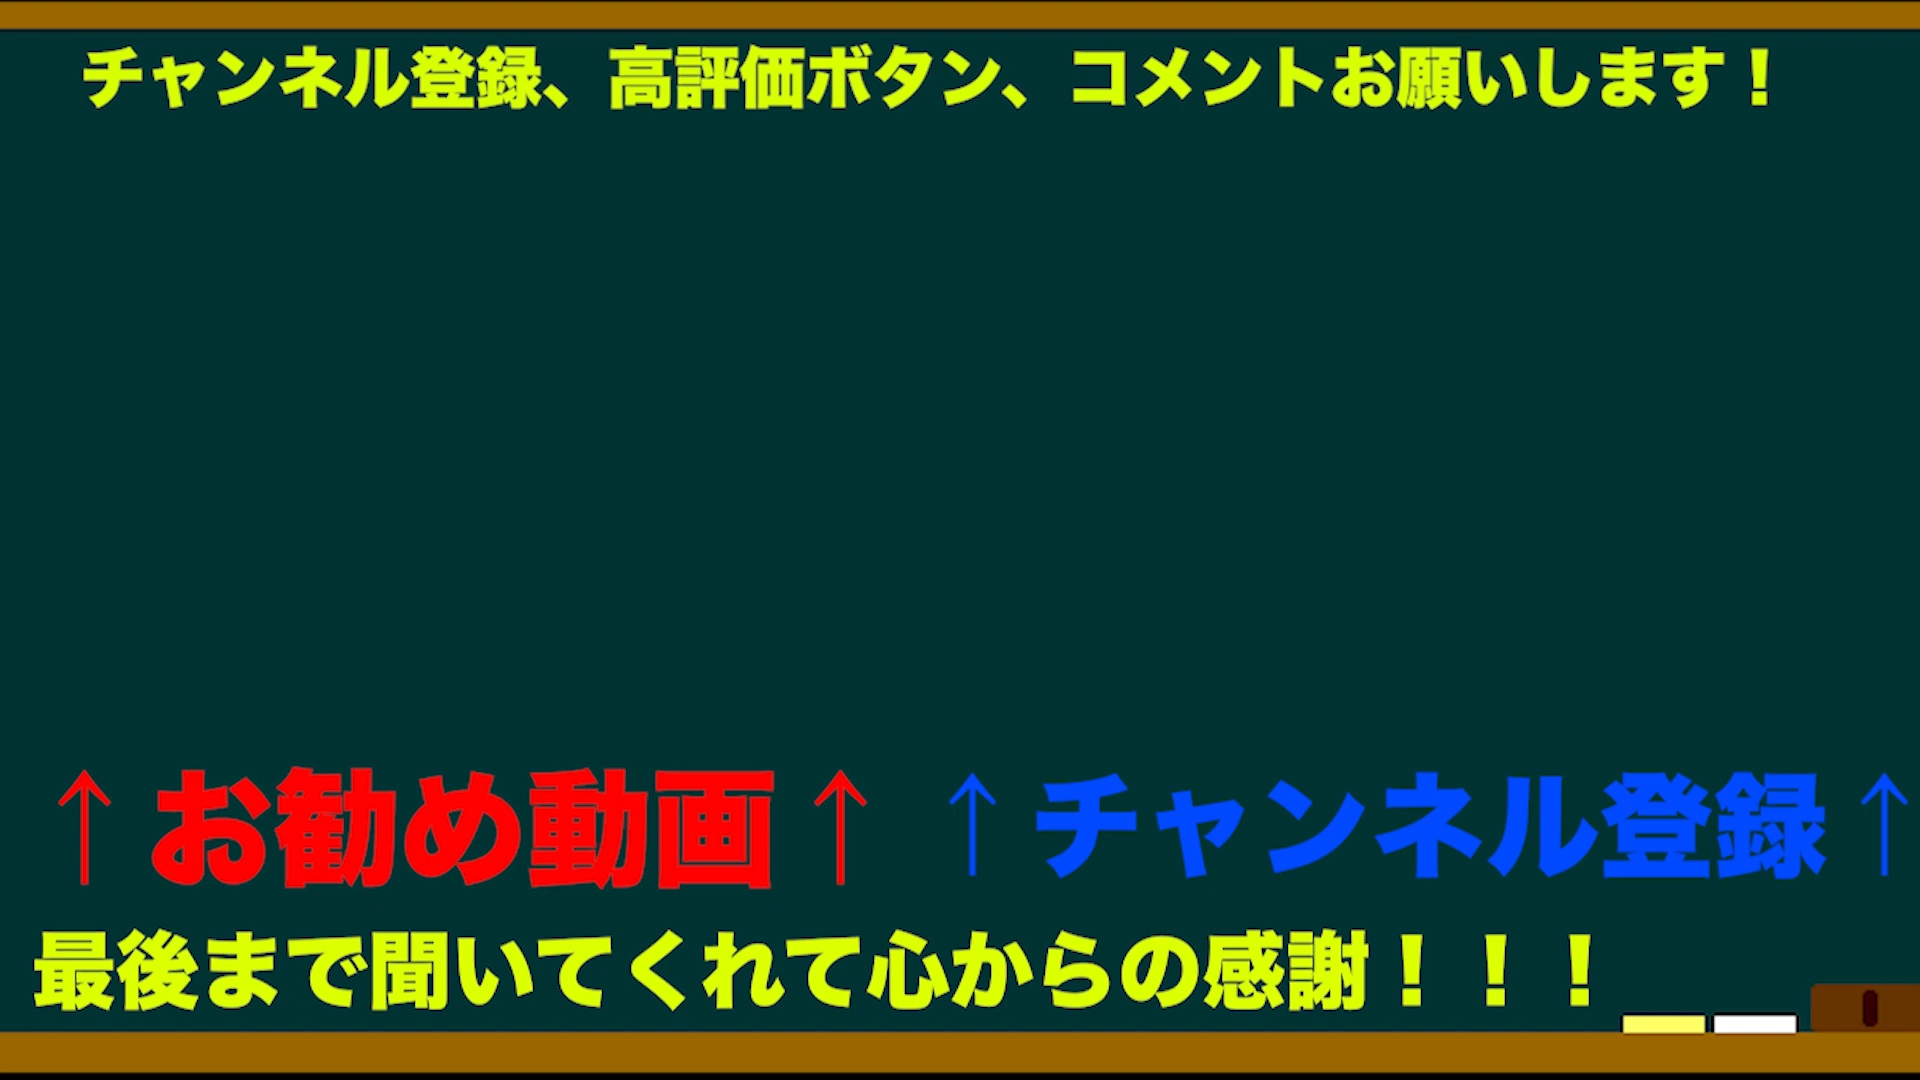 チャンネル登録、高評価ボタン、コメントお願いします！
↑お勧め動画↑ ↑チャンネル登録↑
最後まで聞いてくれて心からの感謝！！！